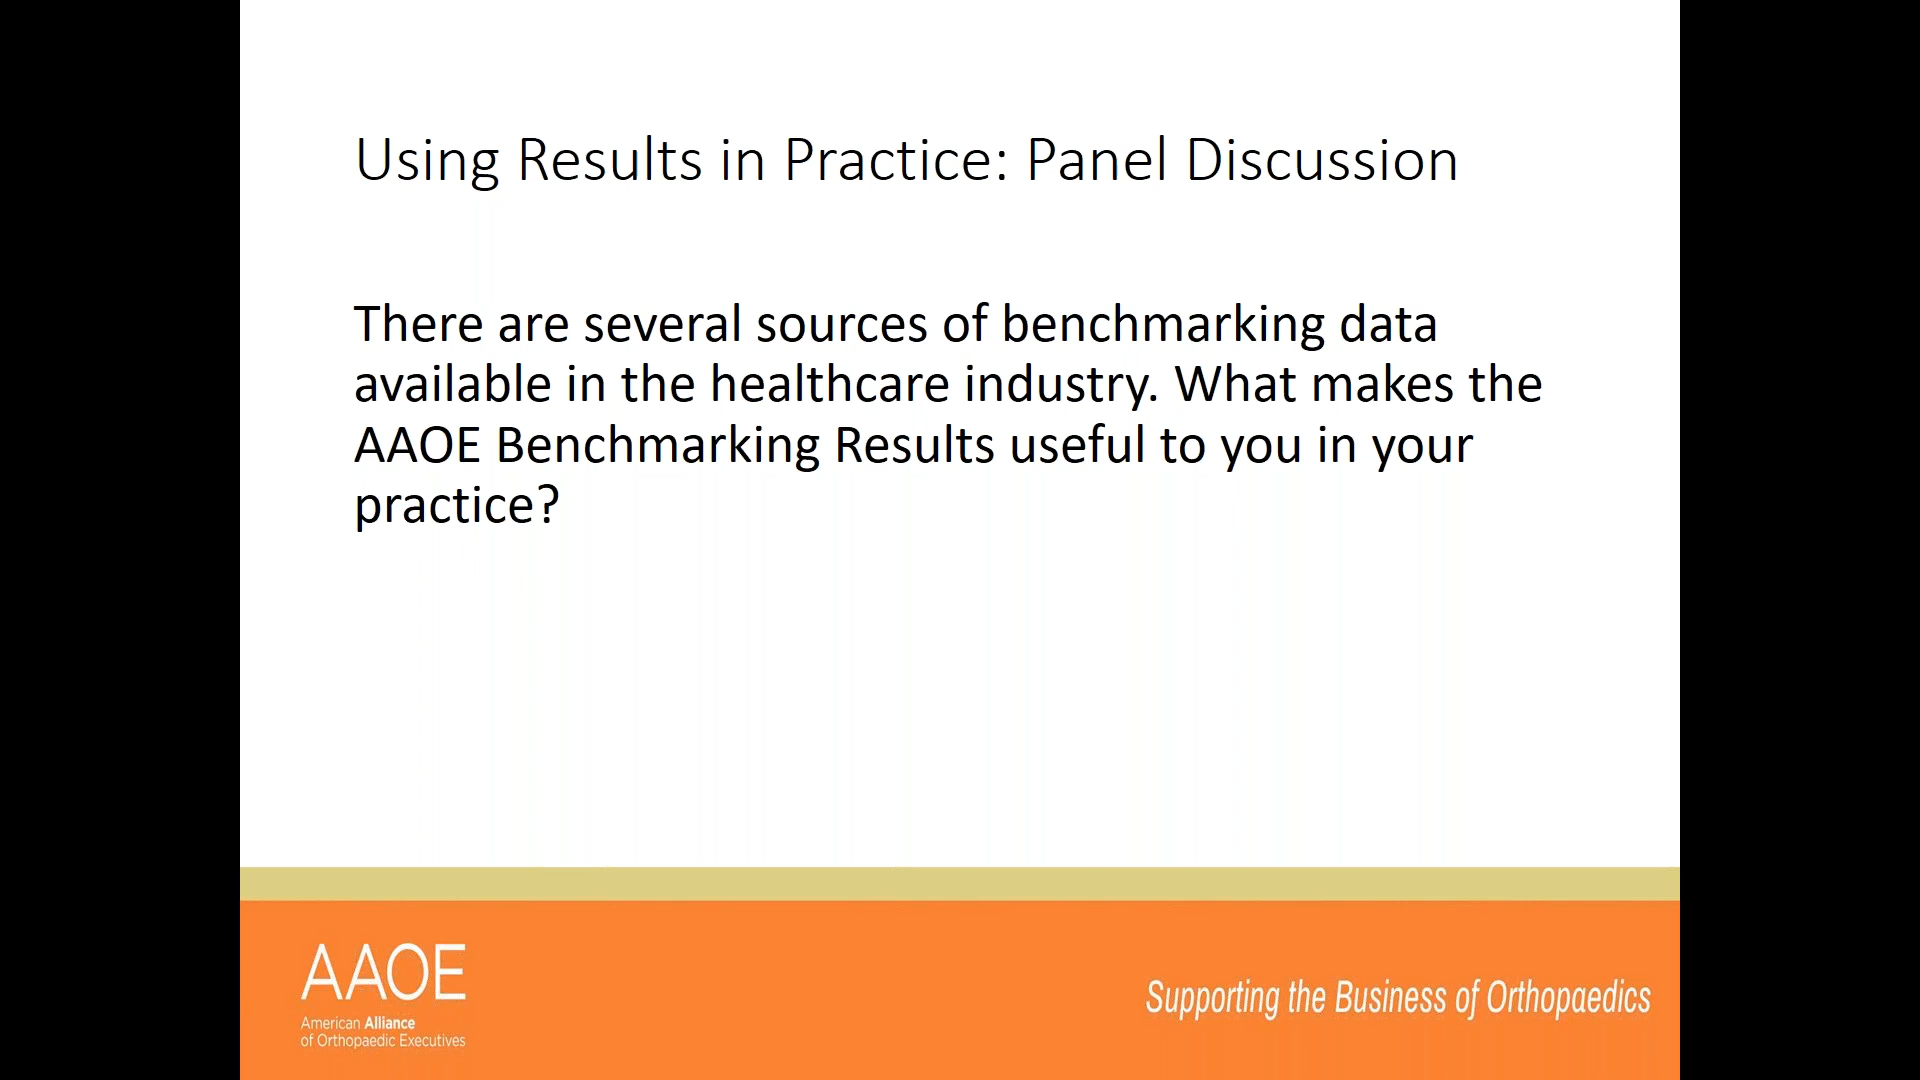 Using Results in Practice: Panel Discussion
There are several sources of benchmarking data
available in the healthcare industry. What makes the
AAOE Benchmarking Results useful to you in your
practice?
AAOE
American Alliance
of Orthopaedic Executives
Supporting the Business of Orthopaedics